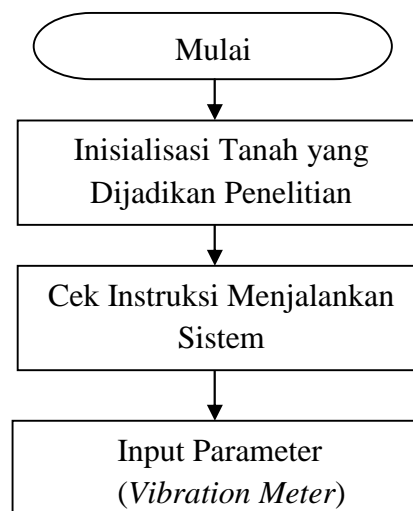 Mulai
Inisialisasi Tanah yang
Dijadikan Penelitian
Cek Instruksi Menjalankan
Sistem
Input Parameter
(Vibration Meter)